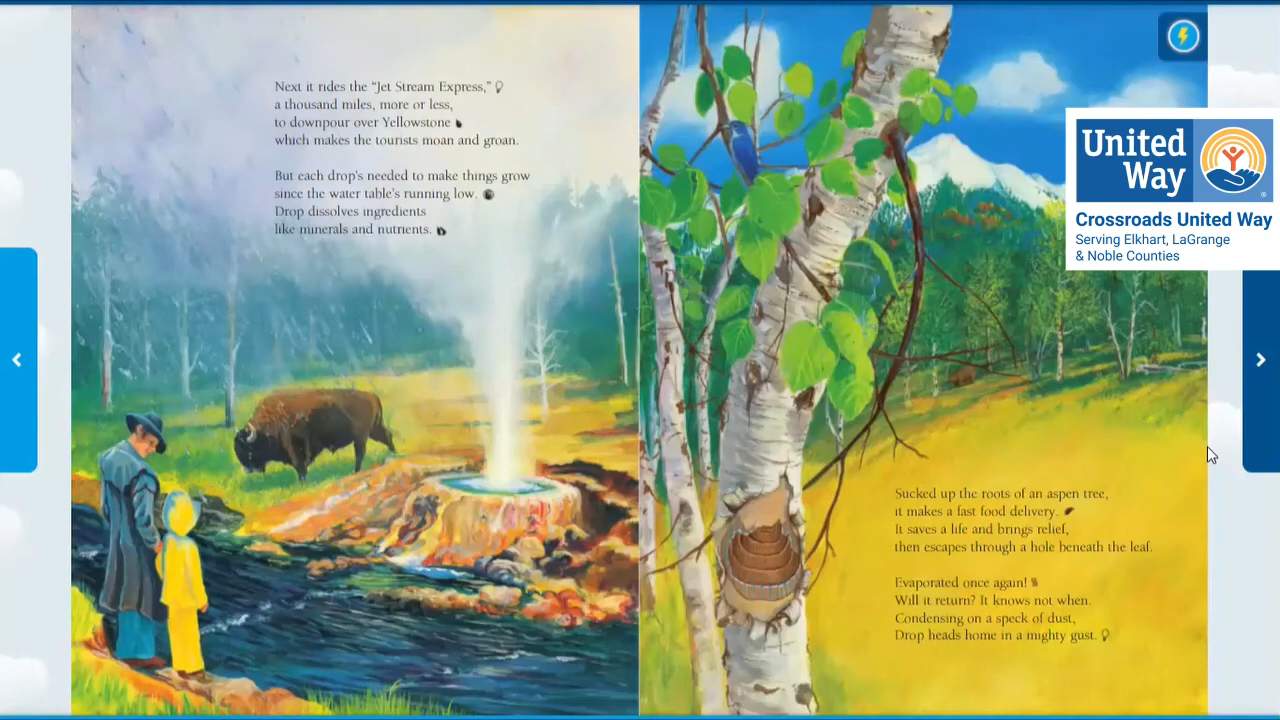 Next it rides the “Jet Stream Express,”
a thousand miles, more or less,
to downpour over Yellowstone
which makes the tourists moan and groan.
But each drop's needed to make things grow
since the water table's running low.
Drop dissolves ingredients
like minerals and nutrients.
United
Way
Crossroads United Way
Serving Elkhart, LaGrange
& Noble Counties
Sucked up the roots of an aspen tree,
it makes a fast food delivery.
It saves a life and brings relief,
then escapes through a hole beneath the leaf.
Evaporated once again!
Will it return? It knows not when.
Condensing on a speck of dust,
Drop heads home in a mighty gust.